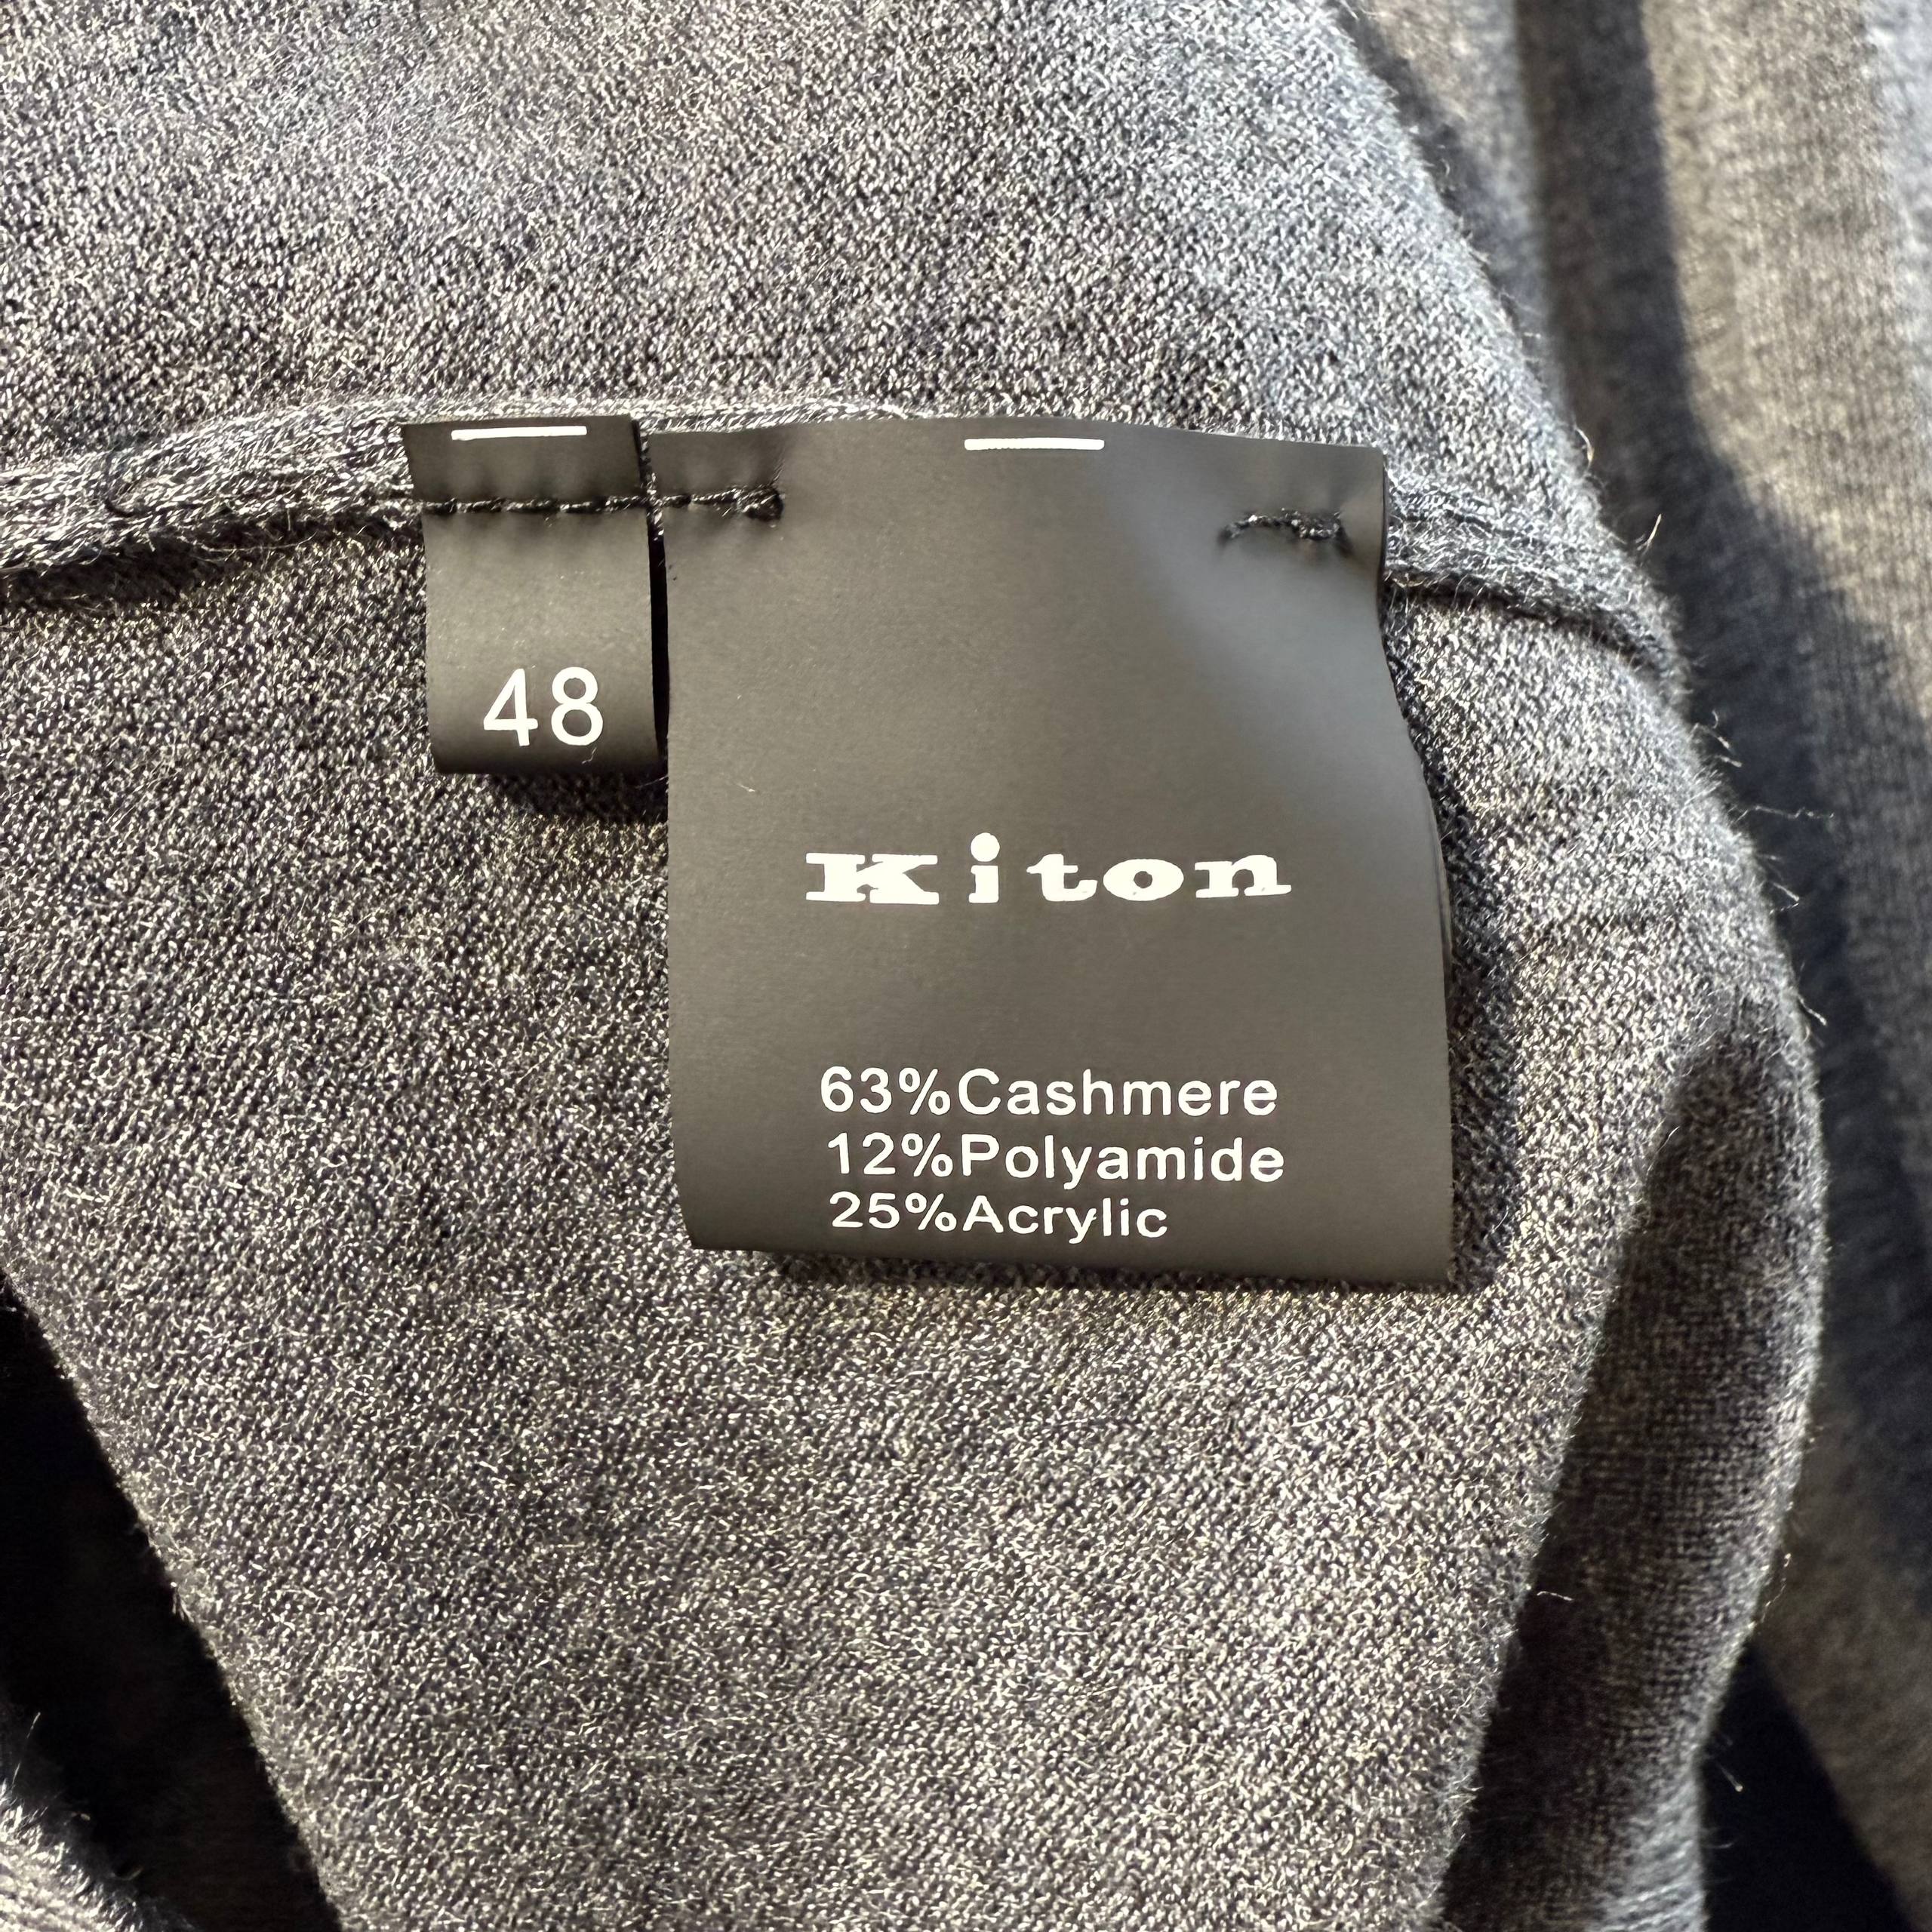 48
Kiton
63%Cashmere
12%Polyamide
25%Acrylic